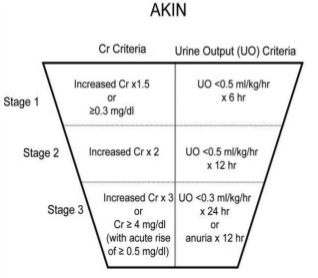 AKIN
Cr Criteria
Urine Output (UO) Criteria
Stage 1
Increased Cr x1.5
or
≥0.3 mg/dl
UO <0.5 ml/kg/hr
x 6 hr
Stage 2
Increased Cr x 2
UO <0.5 ml/kg/hr
x 12 hr
Stage 3
Increased Cr x 3
or
Cr ≥ 4 mg/dl
(with acute rise
of ≥ 0.5 mg/dl)
UO <0.3 ml/kg/hr
x 24 hr
or
anuria x 12 hr